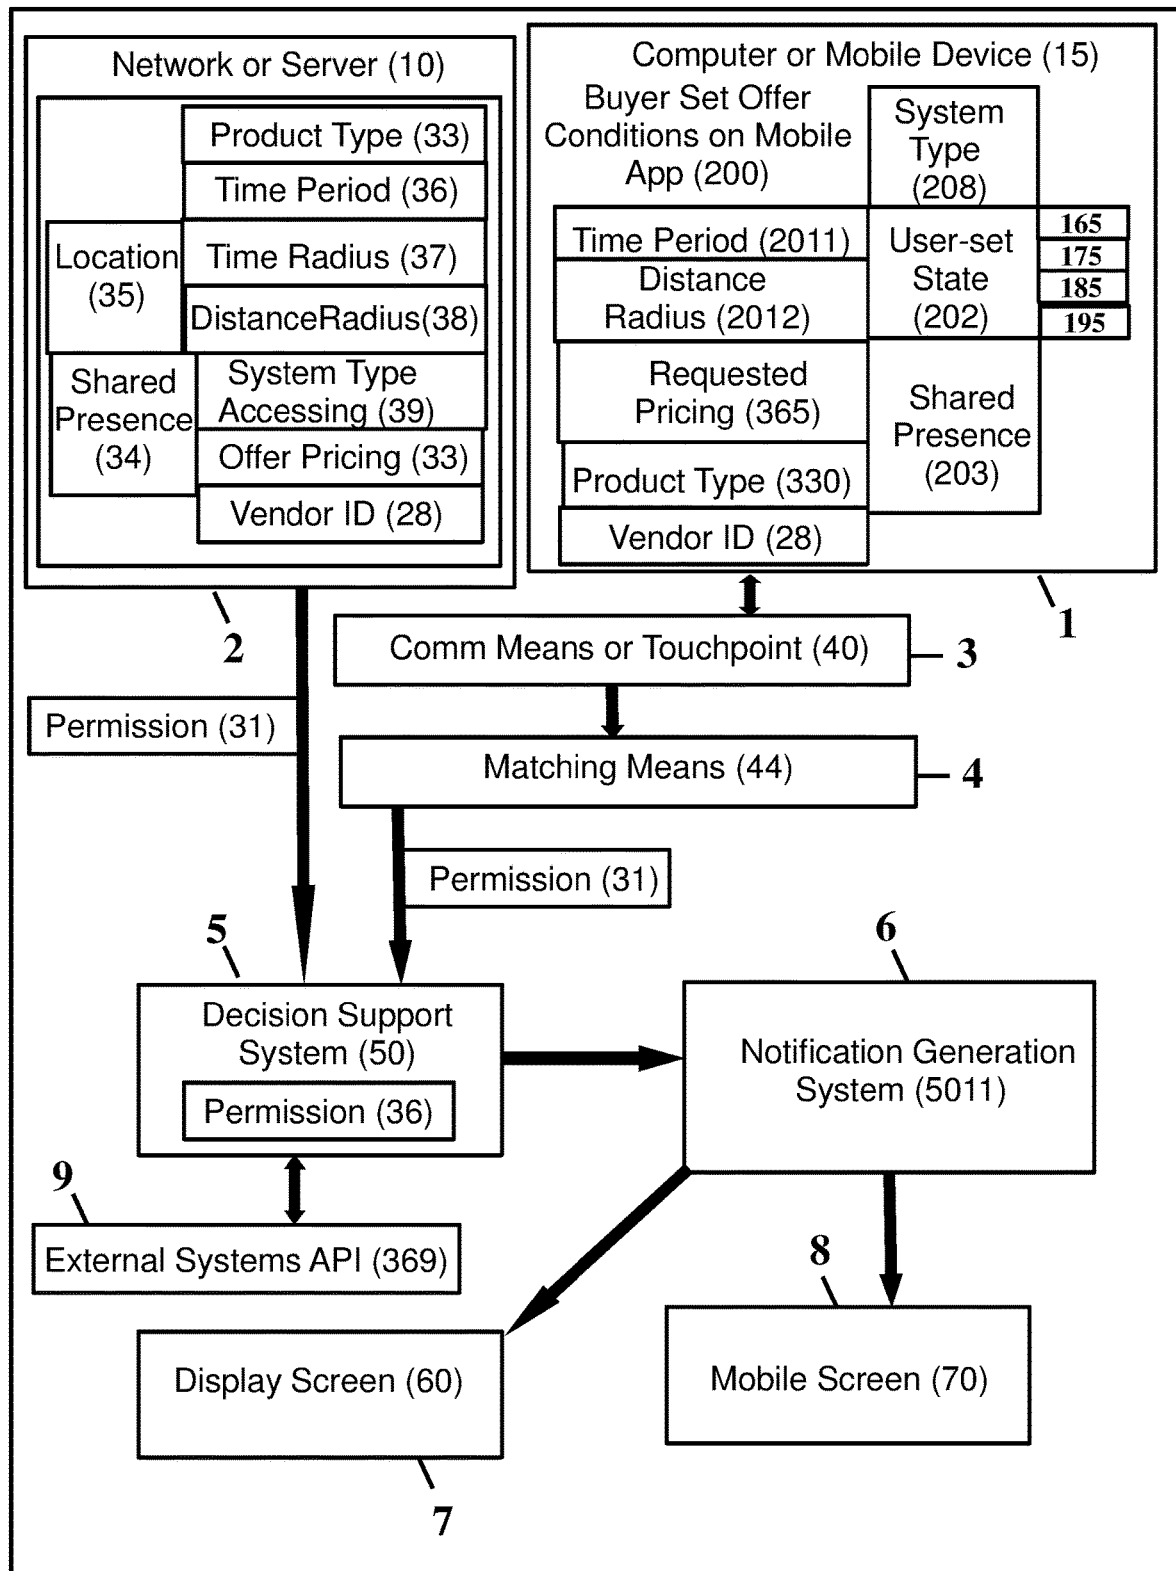 Network or Server (10)
Product Type (33)
Time Period (36)
Location
(35)
Time Radius (37)
DistanceRadius(38)
Shared
Presence
(34)
System Type
Accessing (39)
Offer Pricing (33)
Vendor ID (28)
2
Computer or Mobile Device (15)
Buyer Set Offer
Conditions on Mobile
App (200)
System
Type
(208)
Time Period (2011)
Distance
Radius (2012)
User-set
State
(202)
165
175
185
195
Requested
Pricing (365)
Shared
Presence
(203)
Product Type (330)
Vendor ID (28)
1
Comm Means or Touchpoint (40)
3
Permission (31)
Matching Means (44)
4
Permission (31)
5
Decision Support
System (50)
Permission (36)
6
Notification Generation
System (5011)
9
External Systems API (369)
8
Display Screen (60)
7
Mobile Screen (70)